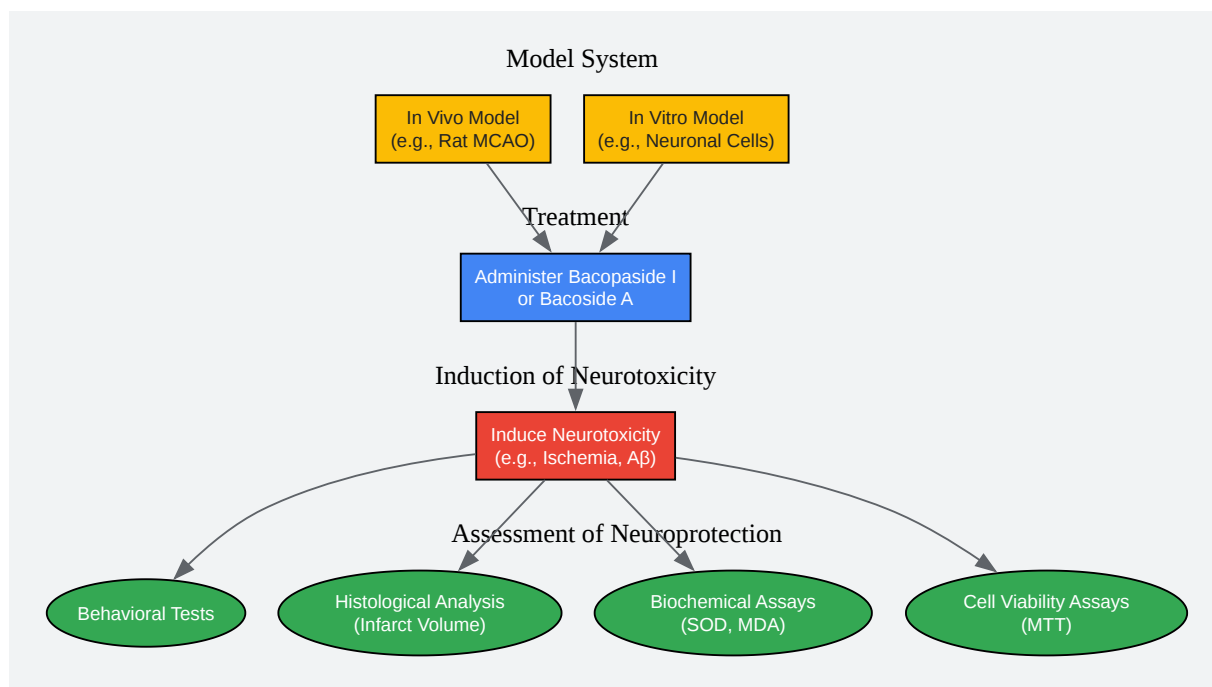 Model System
In Vivo Model
(e.g., Rat MCAO)
In Vitro Model
(e.g., Neuronal Cells)
Treatment
Administer Bacopaside I
or Bacoside A
Induction of Neurotoxicity
Induce Neurotoxicity
(e.g., Ischemia, Aβ)
Assessment of Neuroprotection
Behavioral Tests
Histological Analysis
(Infarct Volume)
Biochemical Assays
(SOD, MDA)
Cell Viability Assays
(MTT)